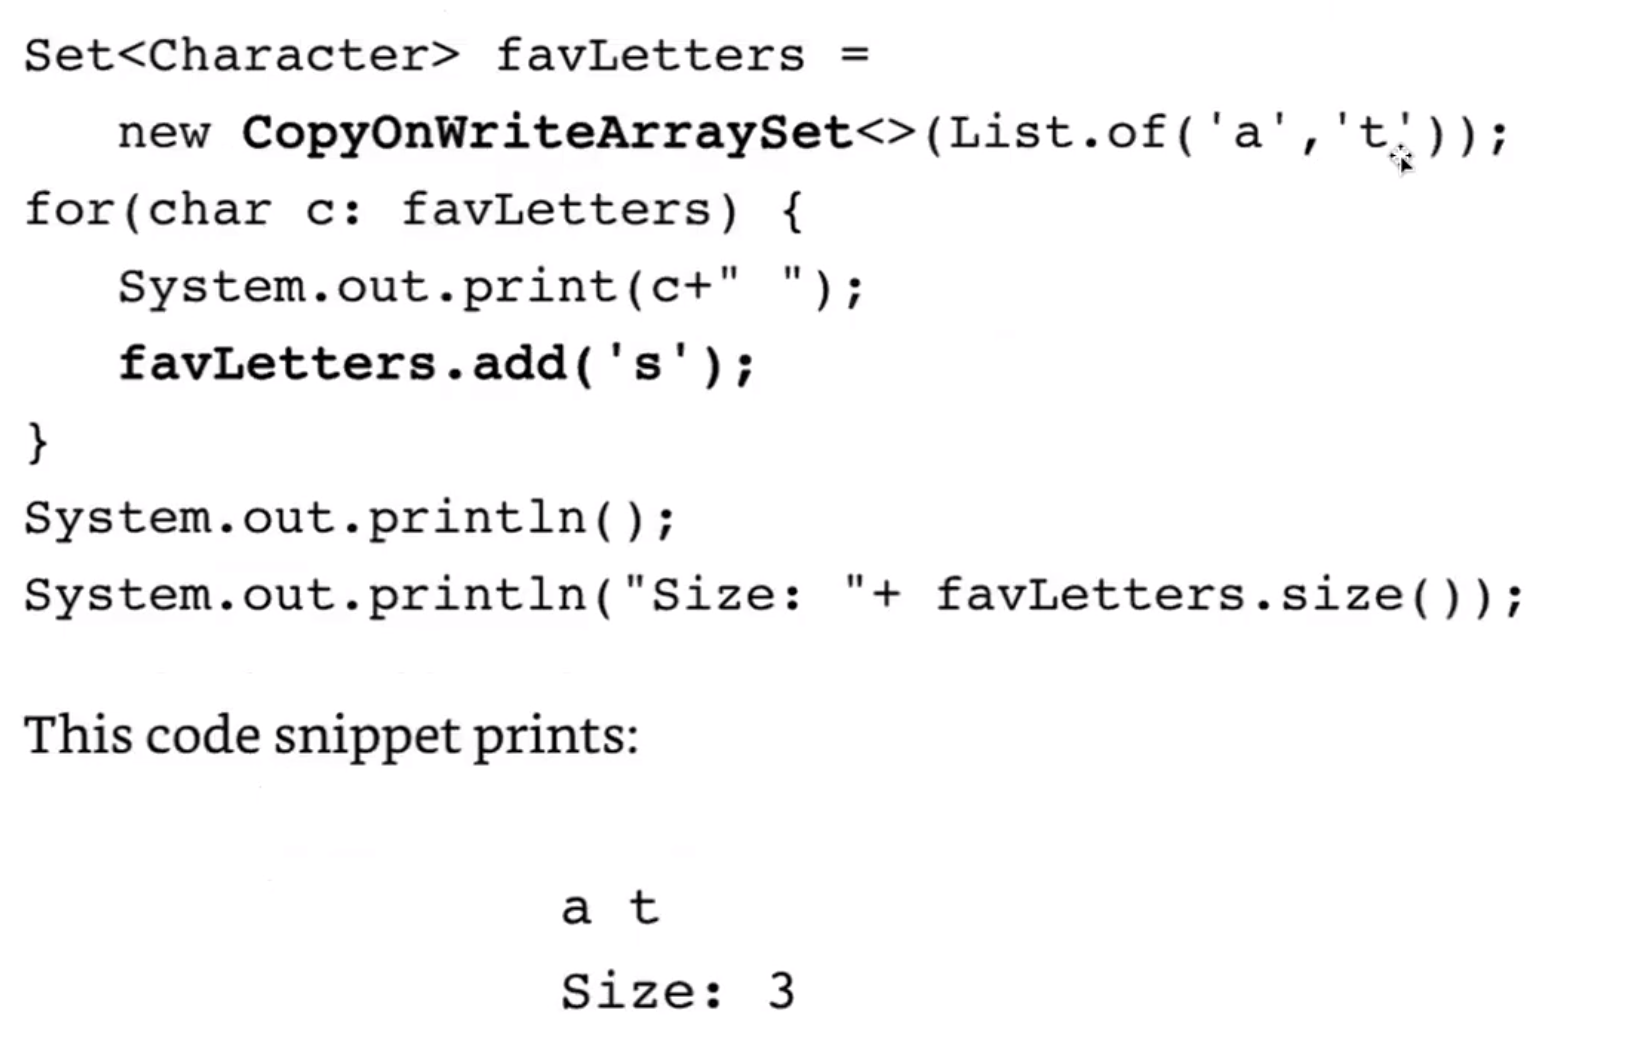 Set<Character> favLetters =
   new CopyOnWriteArraySet<>(List.of('a','t'));
for(char c: favLetters) {
   System.out.print(c+" ");
   favLetters.add('s');
}
System.out.println();
System.out.println("Size: "+ favLetters.size());
This code snippet prints:
a t
Size: 3